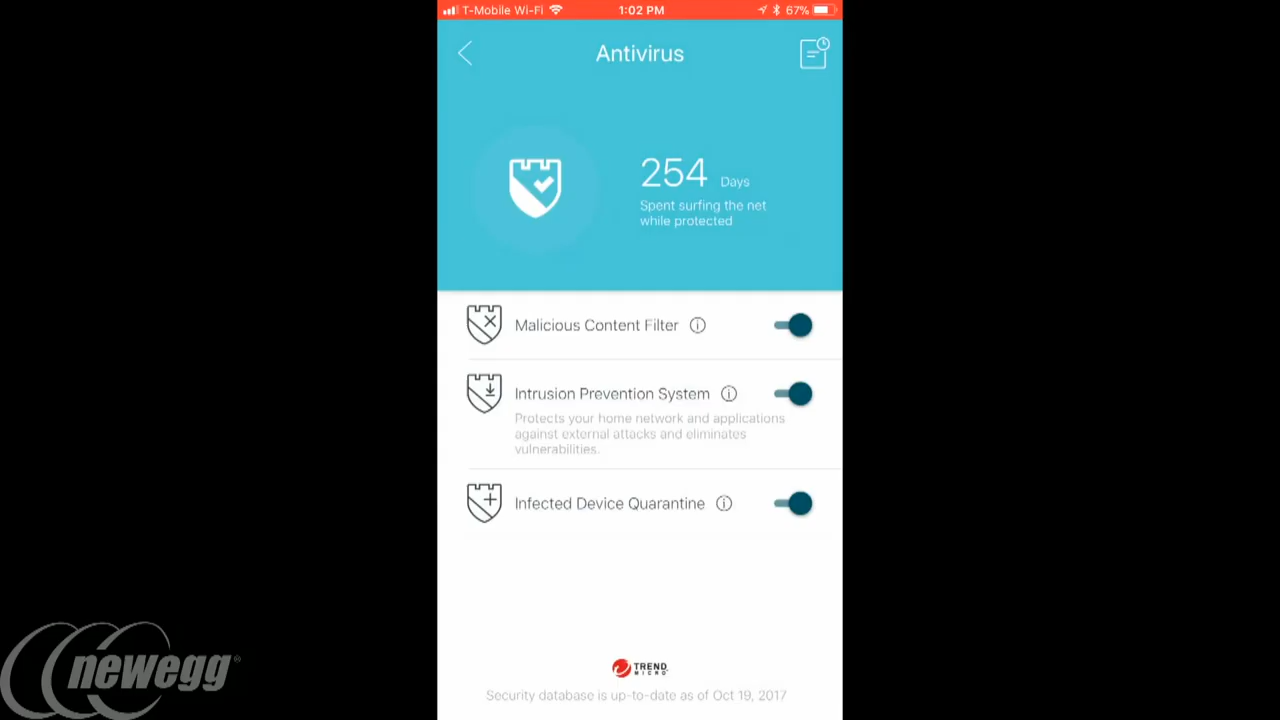 T-Mobile Wi-Fi 1:02 PM 67%
Antivirus
254 Days
Spent surfing the net
while protected
Malicious Content Filter
Intrusion Prevention System
Protects your home network and applications
against external attacks and eliminates
vulnerabilities.
Infected Device Quarantine
TREND
MICRO
newegg®
Security database is up-to-date as of Oct 19, 2017